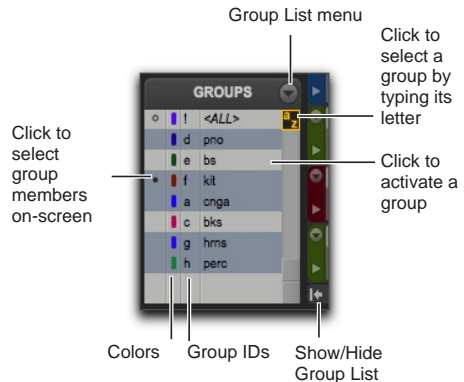 Group List menu
Click to
select a
group by
typing its
letter
GROUPS
a z
! <ALL>
d pno
e bs
f kit
a cnga
c bks
g hrns
h perc
Click to
select
group
members
on-screen
Click to
activate a
group
Colors
Group IDs
Show/Hide
Group List